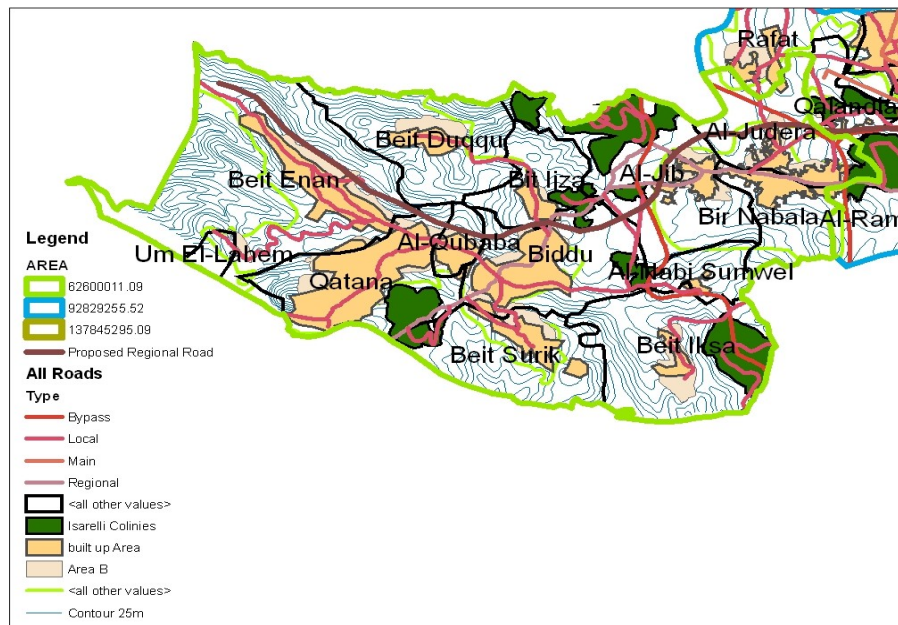 Rafat
Qalandia
Beit Duqqu
Al-Judera
Beit Enan
Bit Ijza
Al-Jib
Bir Nabala
Al-Ram
Um El-Lahem
Al-Qubaba
Biddu
Al-Nabi Sumwel
Qatana
Beit Surik
Beit Iksa
Legend
AREA
62600011.09
92829255.52
137845295.09
Proposed Regional Road
All Roads
Type
Bypass
Local
Main
Regional
<all other values>
Isarelli Colinies
built up Area
Area B
<all other values>
Contour 25m